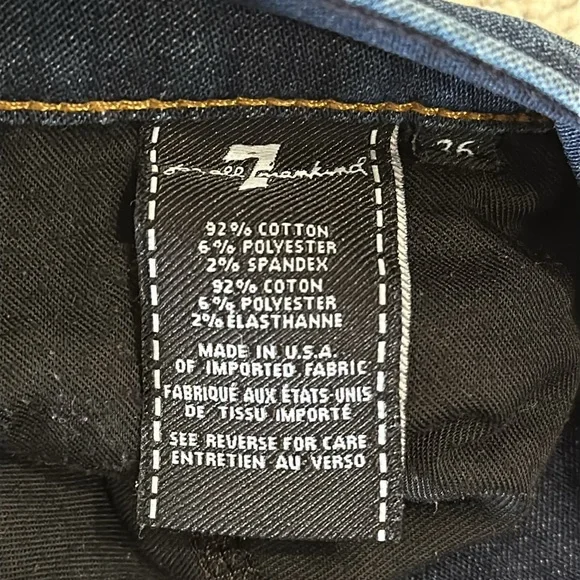 7
for all mankind
26
92% COTTON
6% POLYESTER
2% SPANDEX
92% COTON
6% POLYESTER
2% ÉLASTHANNE
MADE IN U.S.A.
OF IMPORTED FABRIC
FABRIQUÉ AUX ÉTATS-UNIS
DE TISSU IMPORTÉ
SEE REVERSE FOR CARE
ENTRETIEN AU VERSO